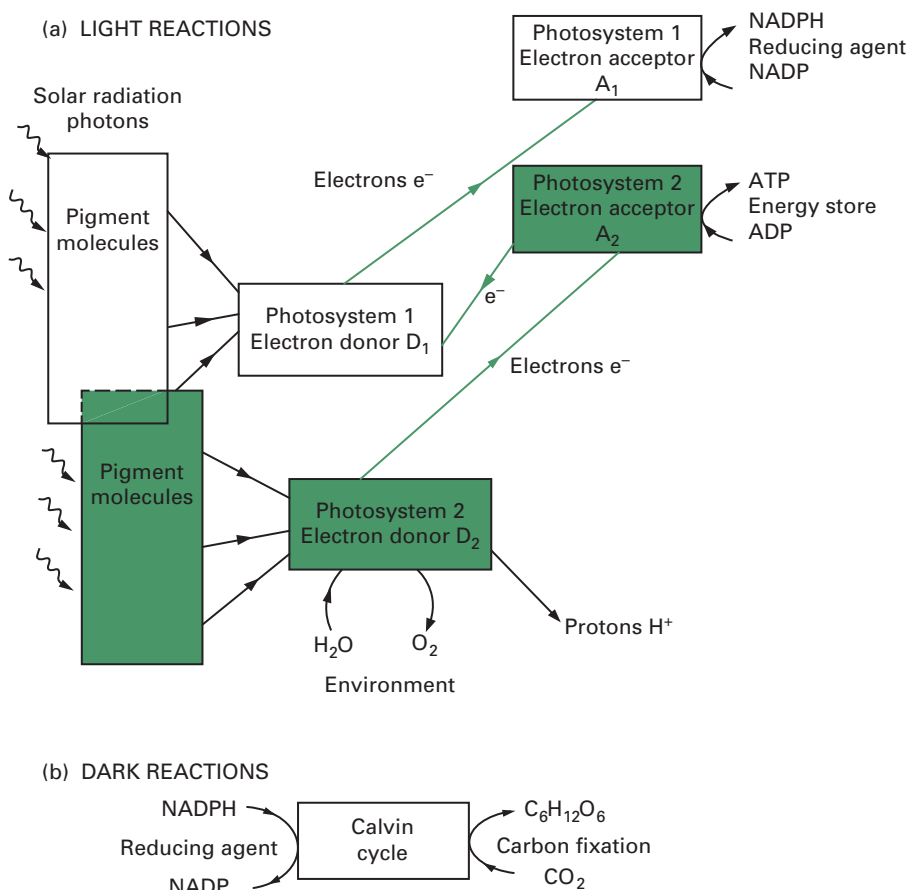 (a) LIGHT REACTIONS
Photosystem 1
Electron acceptor
A₁
NADPH
Reducing agent
NADP
Solar radiation
photons
Pigment
molecules
Electrons e⁻
Photosystem 2
Electron acceptor
A₂
ATP
Energy store
ADP
e⁻
Photosystem 1
Electron donor D₁
Electrons e⁻
Pigment
molecules
Photosystem 2
Electron donor D₂
H₂O
O₂
Protons H⁺
Environment
(b) DARK REACTIONS
NADPH
Reducing agent
NADP
Calvin
cycle
C₆H₁₂O₆
Carbon fixation
CO₂